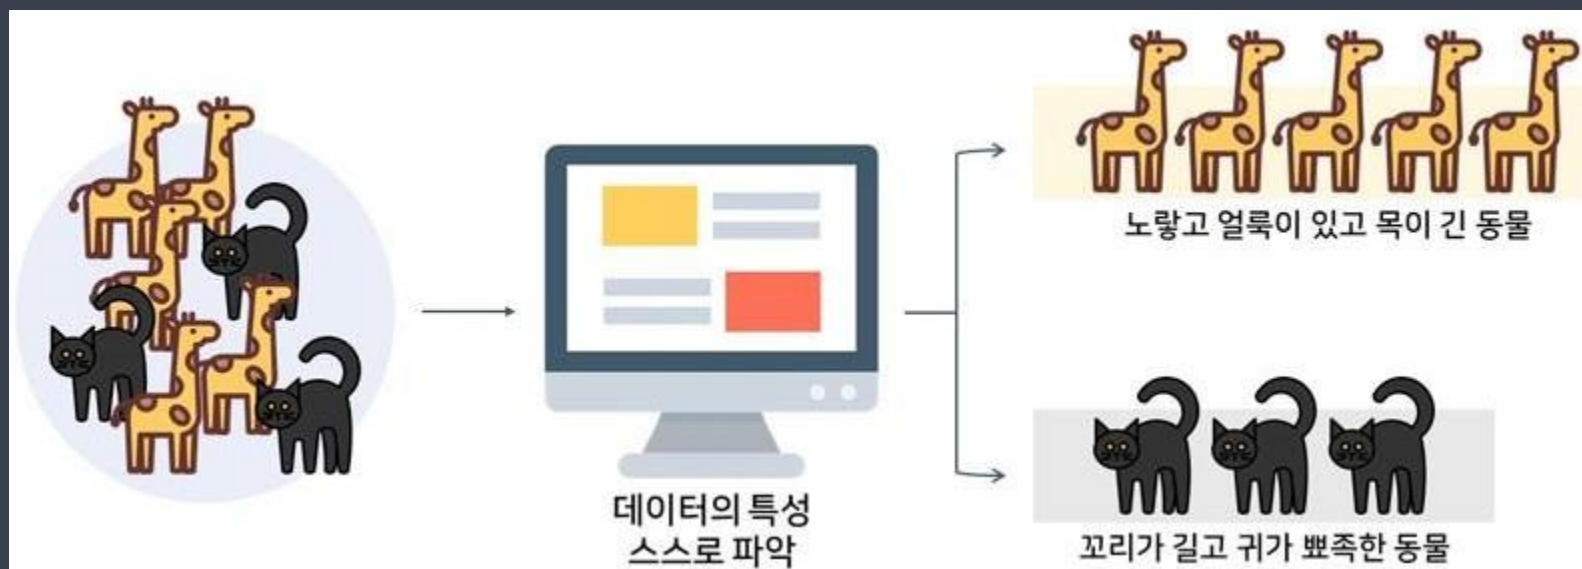 노랗고 얼룩이 있고 목이 긴 동물
데이터의 특성
스스로 파악
꼬리가 길고 귀가 뾰족한 동물